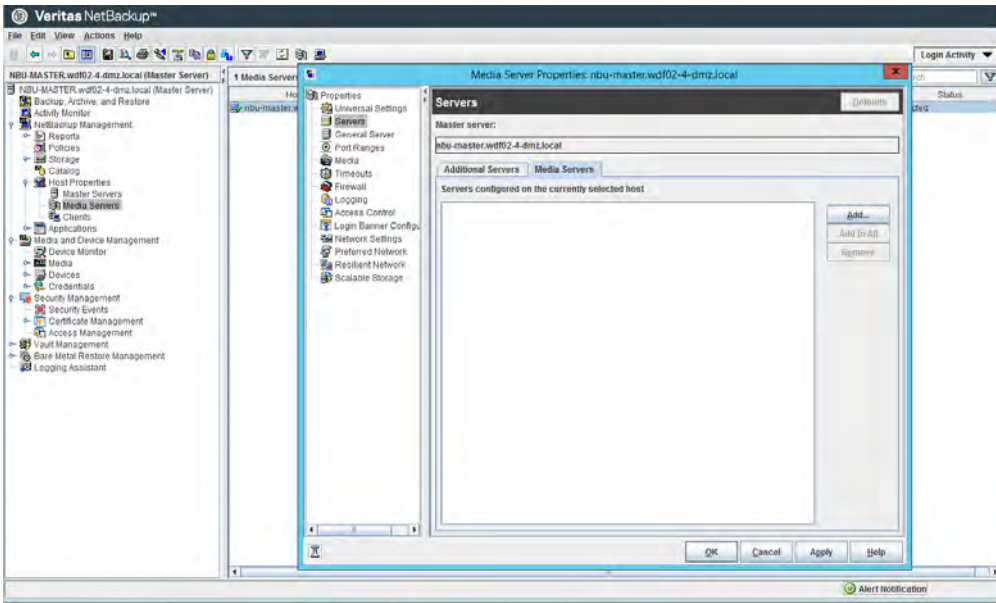 Veritas NetBackup™
File Edit View Actions Help
Login Activity
NBU-MASTER.wdf02-4-dmz.local (Master Server)
NBU-MASTER.wdf02-4-dmz.local (Master Server)
Backup, Archive, and Restore
Activity Monitor
NetBackup Management
Reports
Policies
Storage
Catalog
Host Properties
Master Servers
Media Servers
Clients
Applications
Media and Device Management
Device Monitor
Media
Devices
Credentials
Security Management
Security Events
Certificate Management
Access Management
Vault Management
Bare Metal Restore Management
Logging Assistant
1 Media Server
Ho
nbu-master.w
Status
Media Server Properties: nbu-master.wdf02-4-dmz.local
Properties
Universal Settings
Servers
General Server
Port Ranges
Media
Timeouts
Firewall
Logging
Access Control
Login Banner Configu
Network Settings
Preferred Network
Resilient Network
Scalable Storage
Servers
Defaults
Master server:
nbu-master.wdf02-4-dmz.local
Additional Servers Media Servers
Servers configured on the currently selected host
Add...
Add to All
Remove
OK Cancel Apply Help
Alert Notification